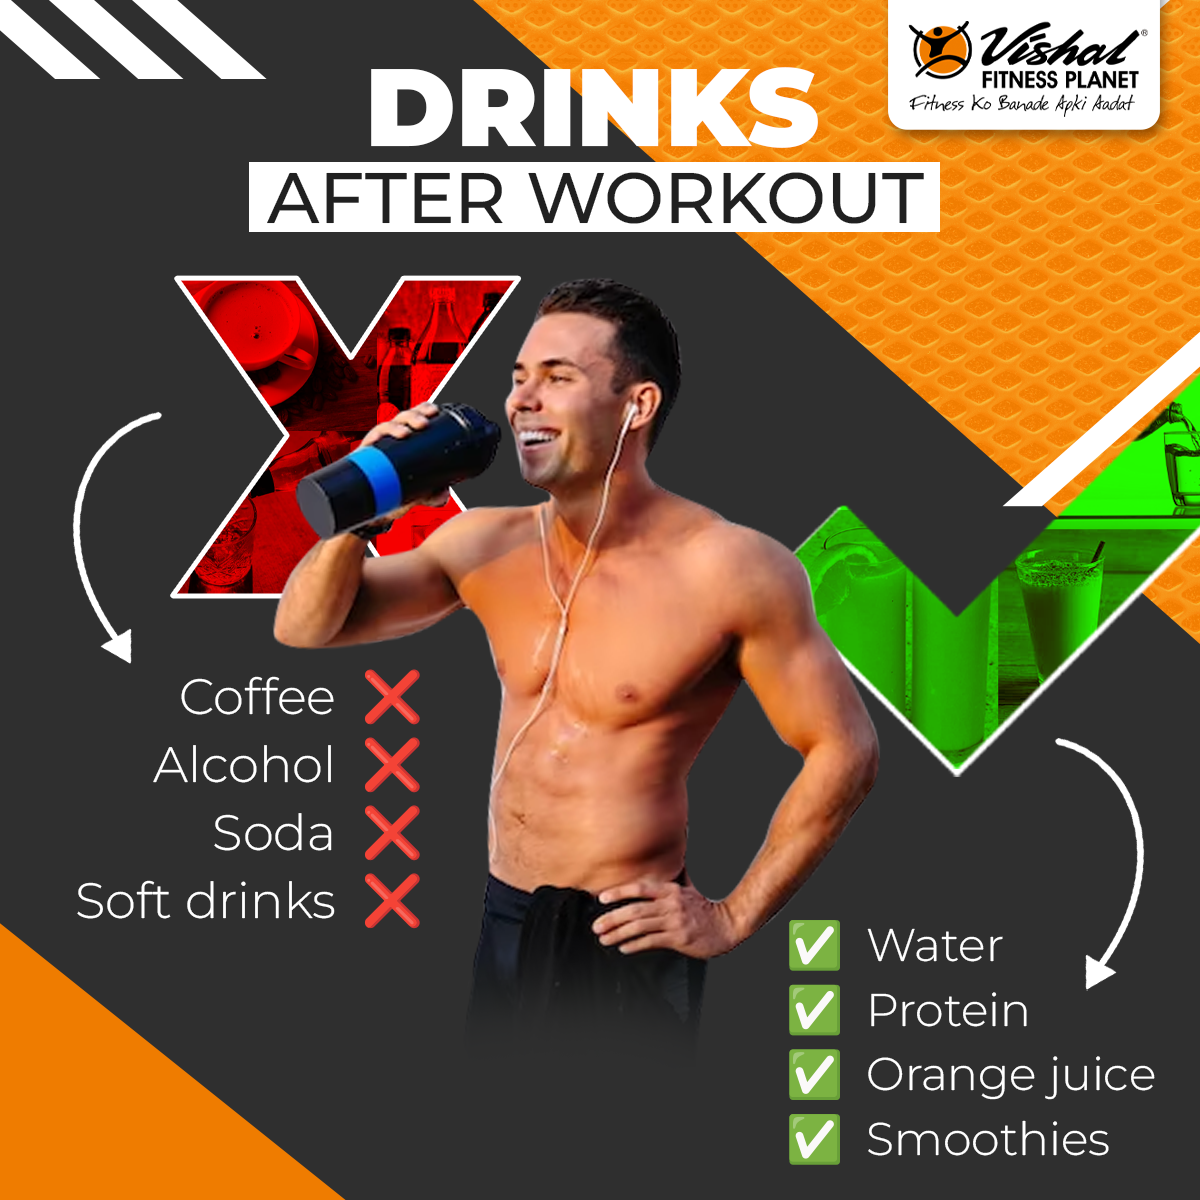 Vishal®
FITNESS PLANET
Fitness Ko Banade Apki Aadat
DRINKS
AFTER WORKOUT
Coffee ❌
Alcohol ❌
Soda ❌
Soft drinks ❌
✅ Water
✅ Protein
✅ Orange juice
✅ Smoothies